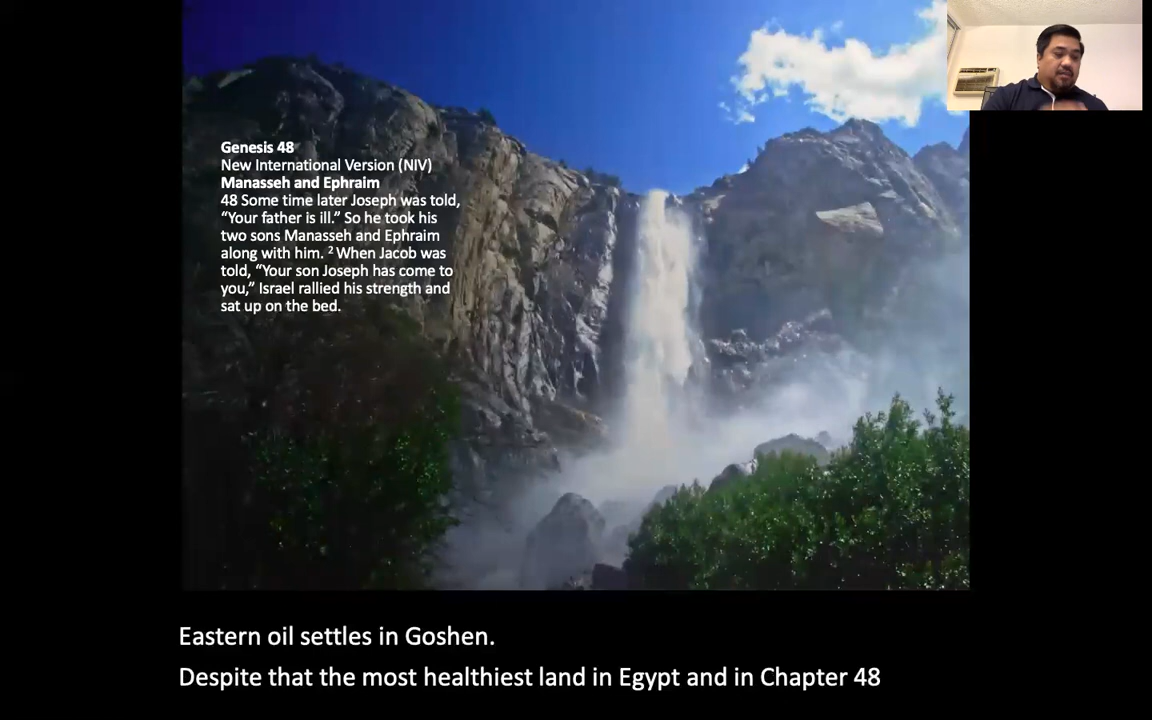 Genesis 48
New International Version (NIV)
Manasseh and Ephraim
48 Some time later Joseph was told,
“Your father is ill.” So he took his
two sons Manasseh and Ephraim
along with him. ² When Jacob was
told, “Your son Joseph has come to
you,” Israel rallied his strength and
sat up on the bed.
Eastern oil settles in Goshen.
Despite that the most healthiest land in Egypt and in Chapter 48